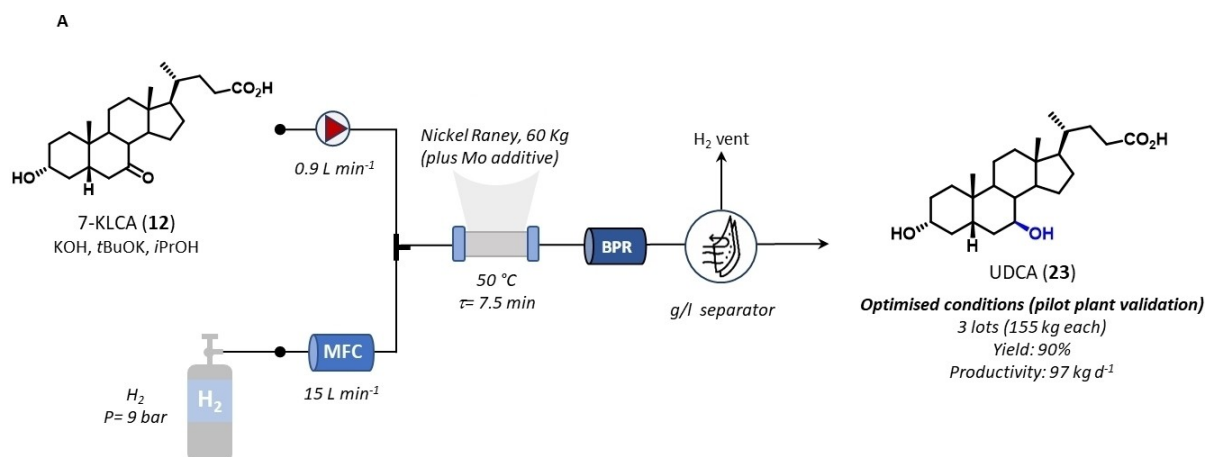 A
CO₂H
HO
H
O
7-KLCA (12)
KOH, tBuOK, iPrOH
0.9 L min⁻¹
Nickel Raney, 60 Kg
(plus Mo additive)
50 °C
τ= 7.5 min
BPR
H₂ vent
g/l separator
H₂
H₂
P= 9 bar
MFC
15 L min⁻¹
CO₂H
HO
H
OH
UDCA (23)
Optimised conditions (pilot plant validation)
3 lots (155 kg each)
Yield: 90%
Productivity: 97 kg d⁻¹